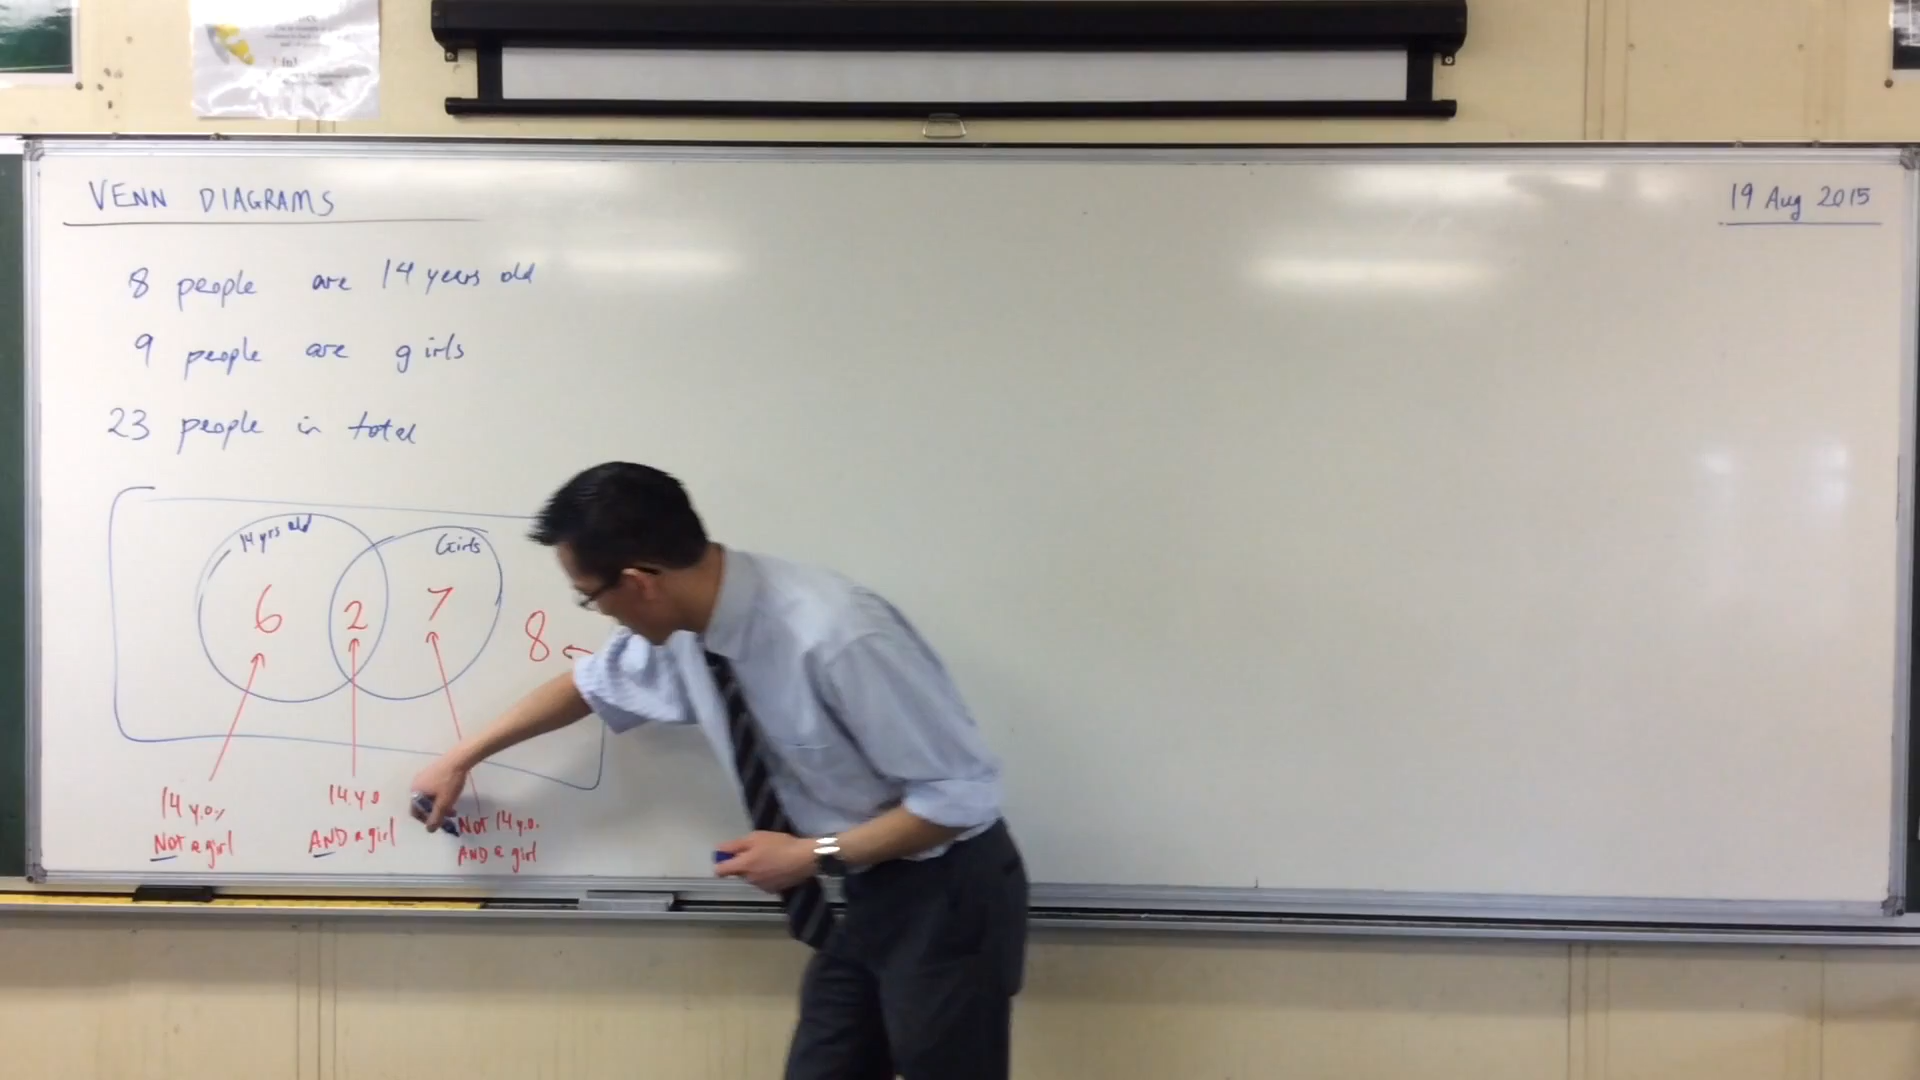 VENN DIAGRAMS
19 Aug 2015
8 people are 14 years old
9 people are girls
23 people in total
14 yrs old
Girls
6
2
7
8
14 y.o.,
Not a girl
14 y.o
AND a girl
Not 14 y.o.
AND a girl